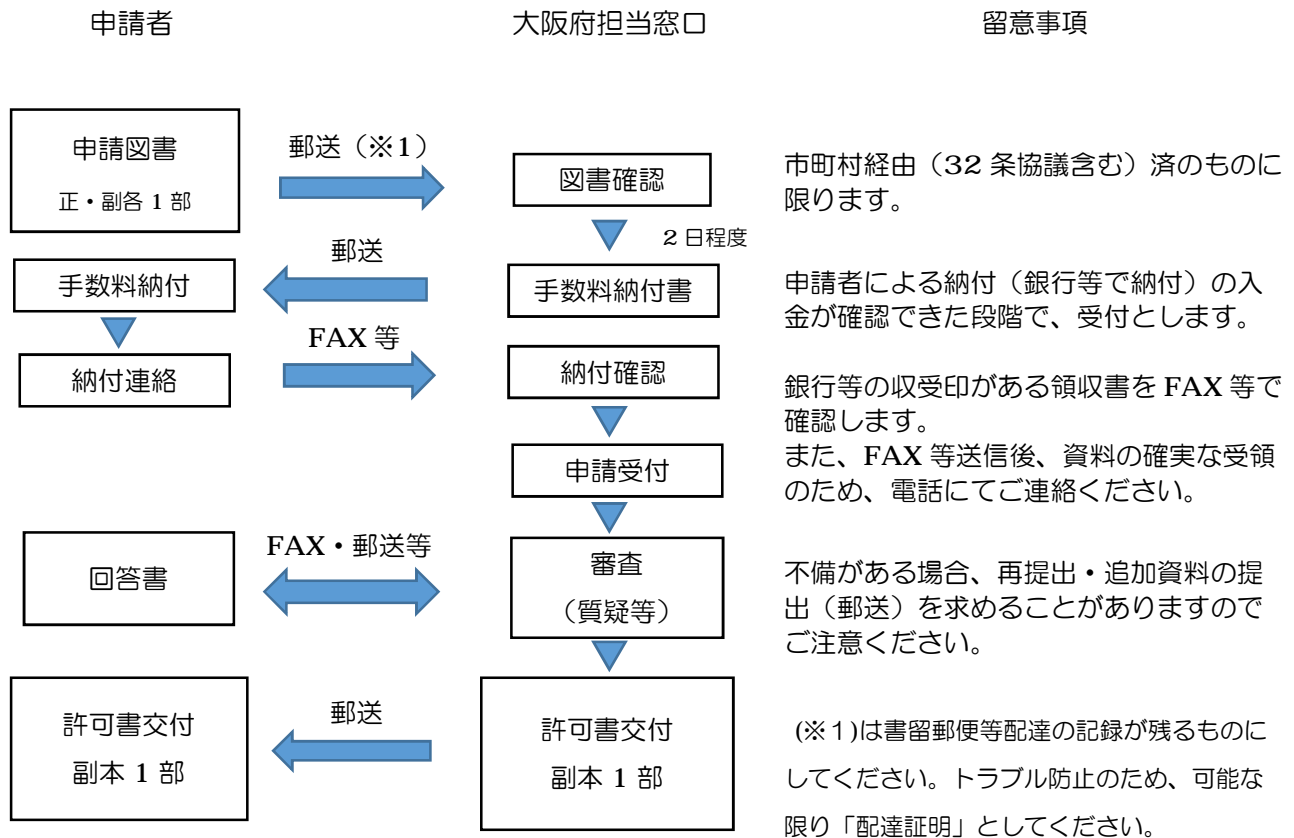 申請者
大阪府担当窓口
留意事項
申請図書
正・副各 1 部
郵送（※1）
図書確認
市町村経由（32 条協議含む）済のものに
限ります。
2 日程度
手数料納付
郵送
手数料納付書
申請者による納付（銀行等で納付）の入
金が確認できた段階で、受付とします。
納付連絡
FAX 等
納付確認
銀行等の収受印がある領収書を FAX 等で
確認します。
また、FAX 等送信後、資料の確実な受領
のため、電話にてご連絡ください。
申請受付
回答書
FAX・郵送等
審査
（質疑等）
不備がある場合、再提出・追加資料の提
出（郵送）を求めることがありますので
ご注意ください。
許可書交付
副本 1 部
郵送
許可書交付
副本 1 部
(※１)は書留郵便等配達の記録が残るものに
してください。トラブル防止のため、可能な
限り「配達証明」としてください。